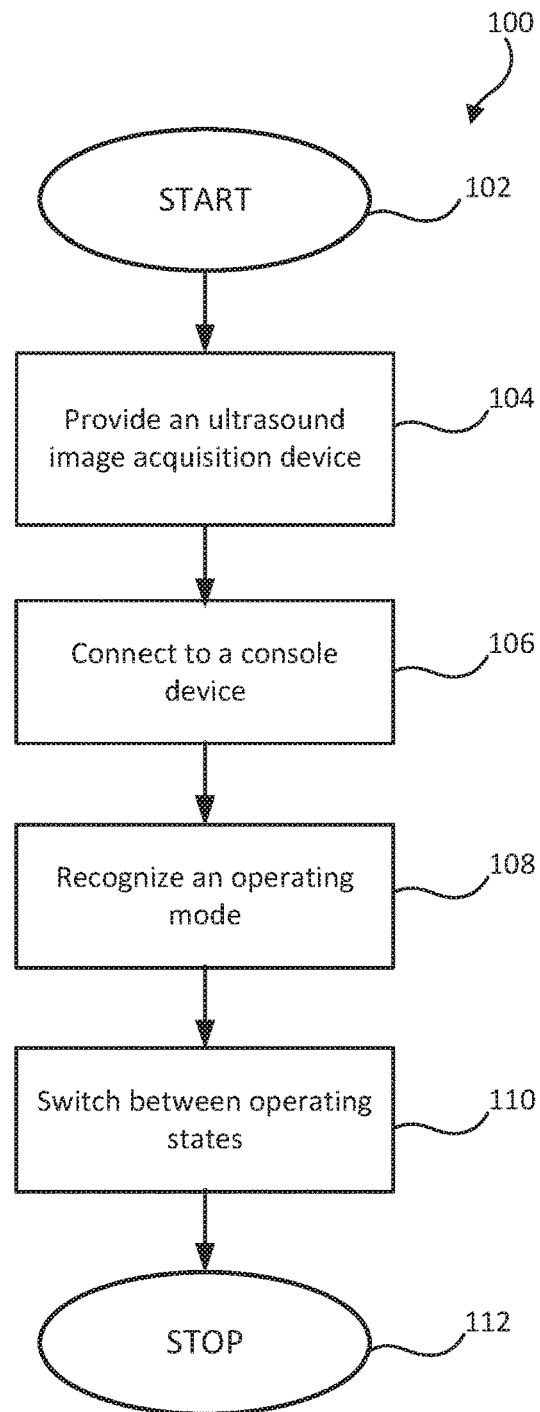 100
START
102
Provide an ultrasound
image acquisition device
104
Connect to a console
device
106
Recognize an operating
mode
108
Switch between operating
states
110
STOP
112